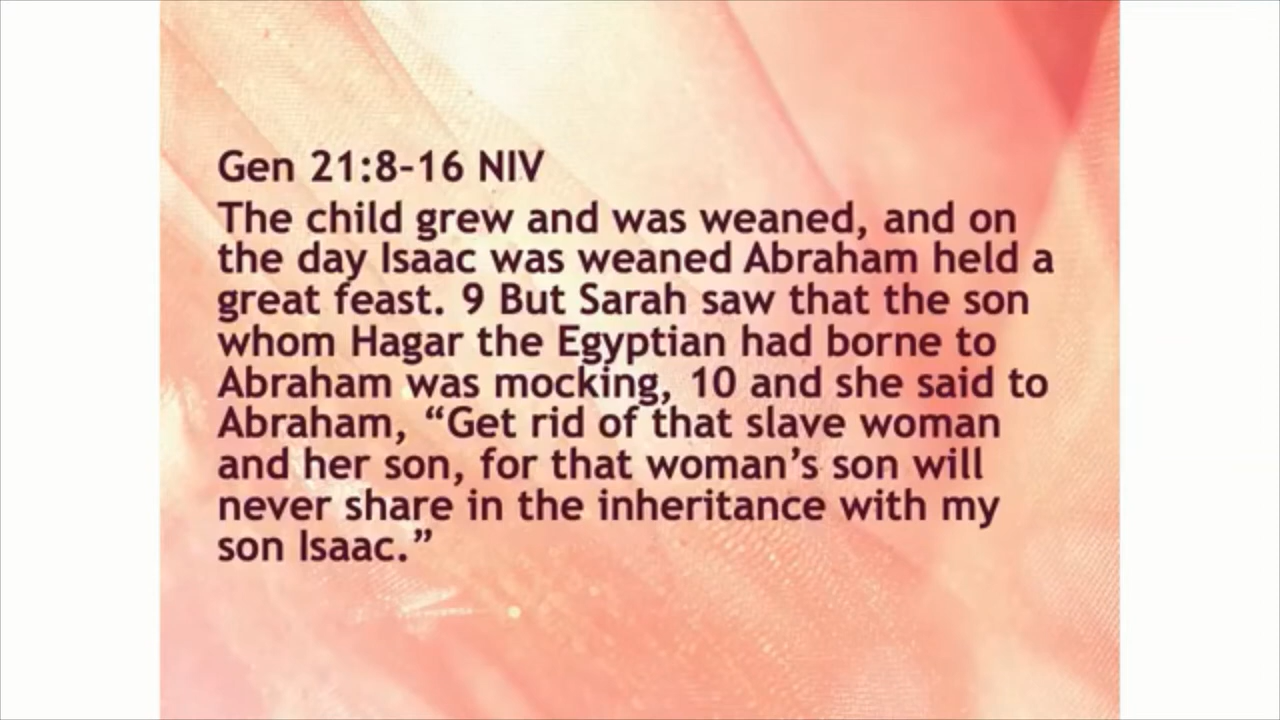 Gen 21:8–16 NIV
The child grew and was weaned, and on
the day Isaac was weaned Abraham held a
great feast. 9 But Sarah saw that the son
whom Hagar the Egyptian had borne to
Abraham was mocking, 10 and she said to
Abraham, “Get rid of that slave woman
and her son, for that woman’s son will
never share in the inheritance with my
son Isaac.”